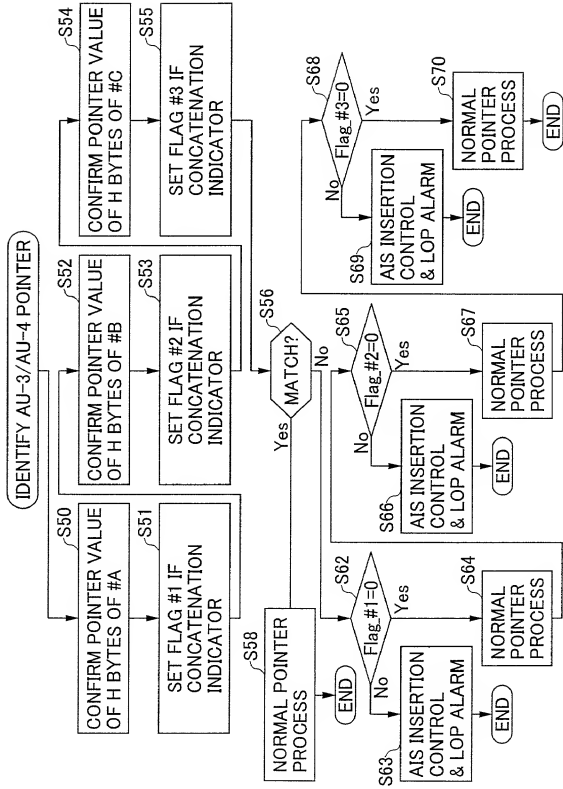 IDENTIFY AU-3/AU-4 POINTER
S50
CONFIRM POINTER VALUE
OF H BYTES OF #A
S51
SET FLAG #1 IF
CONCATENATION
INDICATOR
S52
CONFIRM POINTER VALUE
OF H BYTES OF #B
S53
SET FLAG #2 IF
CONCATENATION
INDICATOR
S54
CONFIRM POINTER VALUE
OF H BYTES OF #C
S55
SET FLAG #3 IF
CONCATENATION
INDICATOR
S56
MATCH?
Yes
No
S58
NORMAL POINTER
PROCESS
END
S62
Flag_#1=0
No
Yes
S63
AIS INSERTION
CONTROL
& LOP ALARM
END
S64
NORMAL
POINTER
PROCESS
S65
Flag_#2=0
No
Yes
S66
AIS INSERTION
CONTROL
& LOP ALARM
END
S67
NORMAL
POINTER
PROCESS
S68
Flag_#3=0
No
Yes
S69
AIS INSERTION
CONTROL
& LOP ALARM
END
S70
NORMAL
POINTER
PROCESS
END